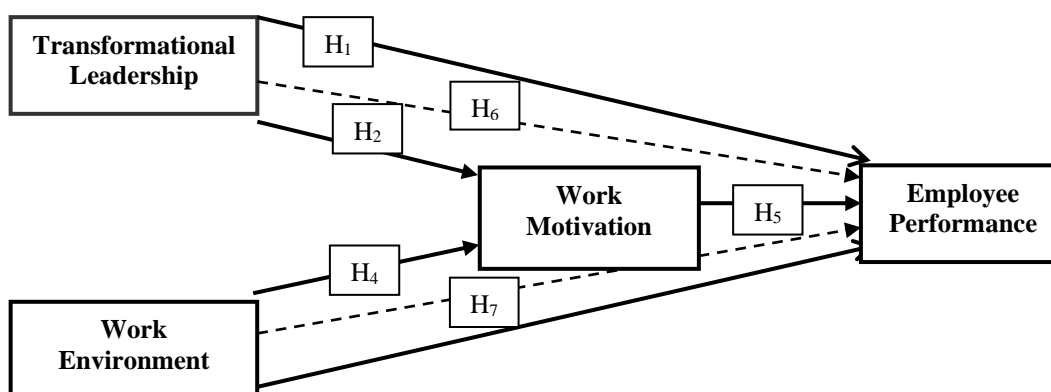 H₁
Transformational
Leadership
H₆
H₂
Work
Motivation
H₅
Employee
Performance
H₄
H₇
Work
Environment